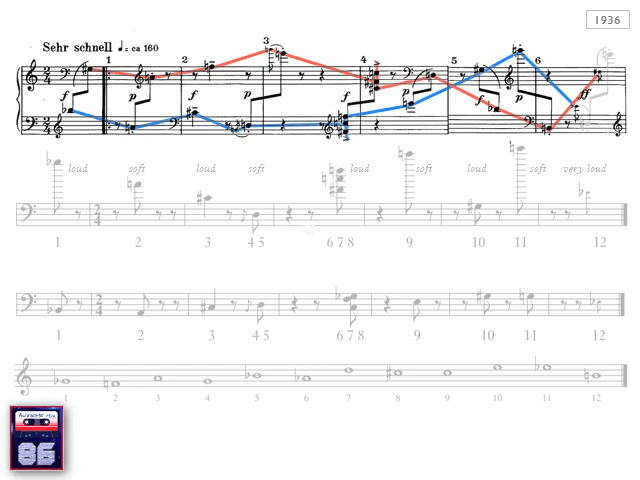 1936
Sehr schnell ♩= ca 160
1 2 3 4 5 6
f p f p f p f p ff
loud soft loud soft loud soft loud soft very loud
1 2 3 4 5 6 7 8 9 10 11 12
1 2 3 4 5 6 7 8 9 10 11 12
1 2 3 4 5 6 7 8 9 10 11 12
AWESOME MIX
86